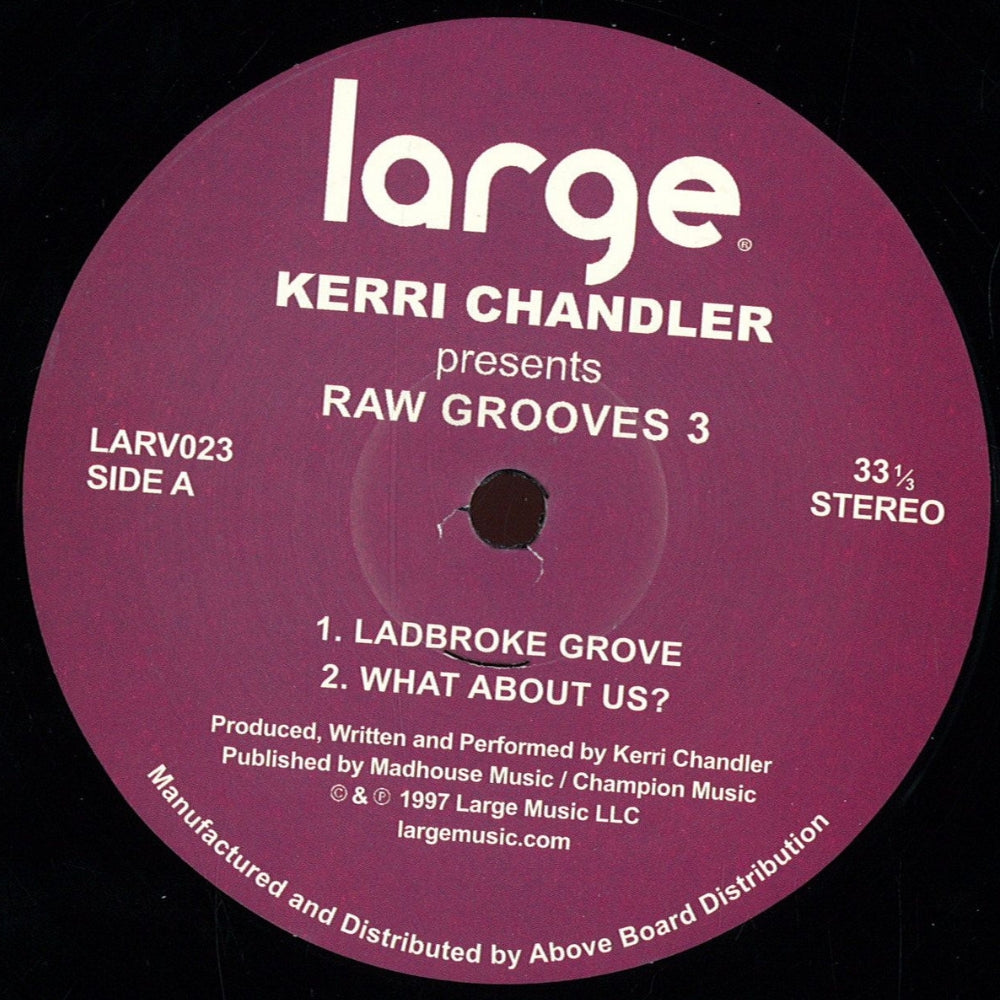 large®
KERRI CHANDLER
presents
RAW GROOVES 3
LARV023
SIDE A
33 ⅓
STEREO
1. LADBROKE GROVE
2. WHAT ABOUT US?
Produced, Written and Performed by Kerri Chandler
Published by Madhouse Music / Champion Music
© & ℗ 1997 Large Music LLC
largemusic.com
Manufactured and Distributed by Above Board Distribution